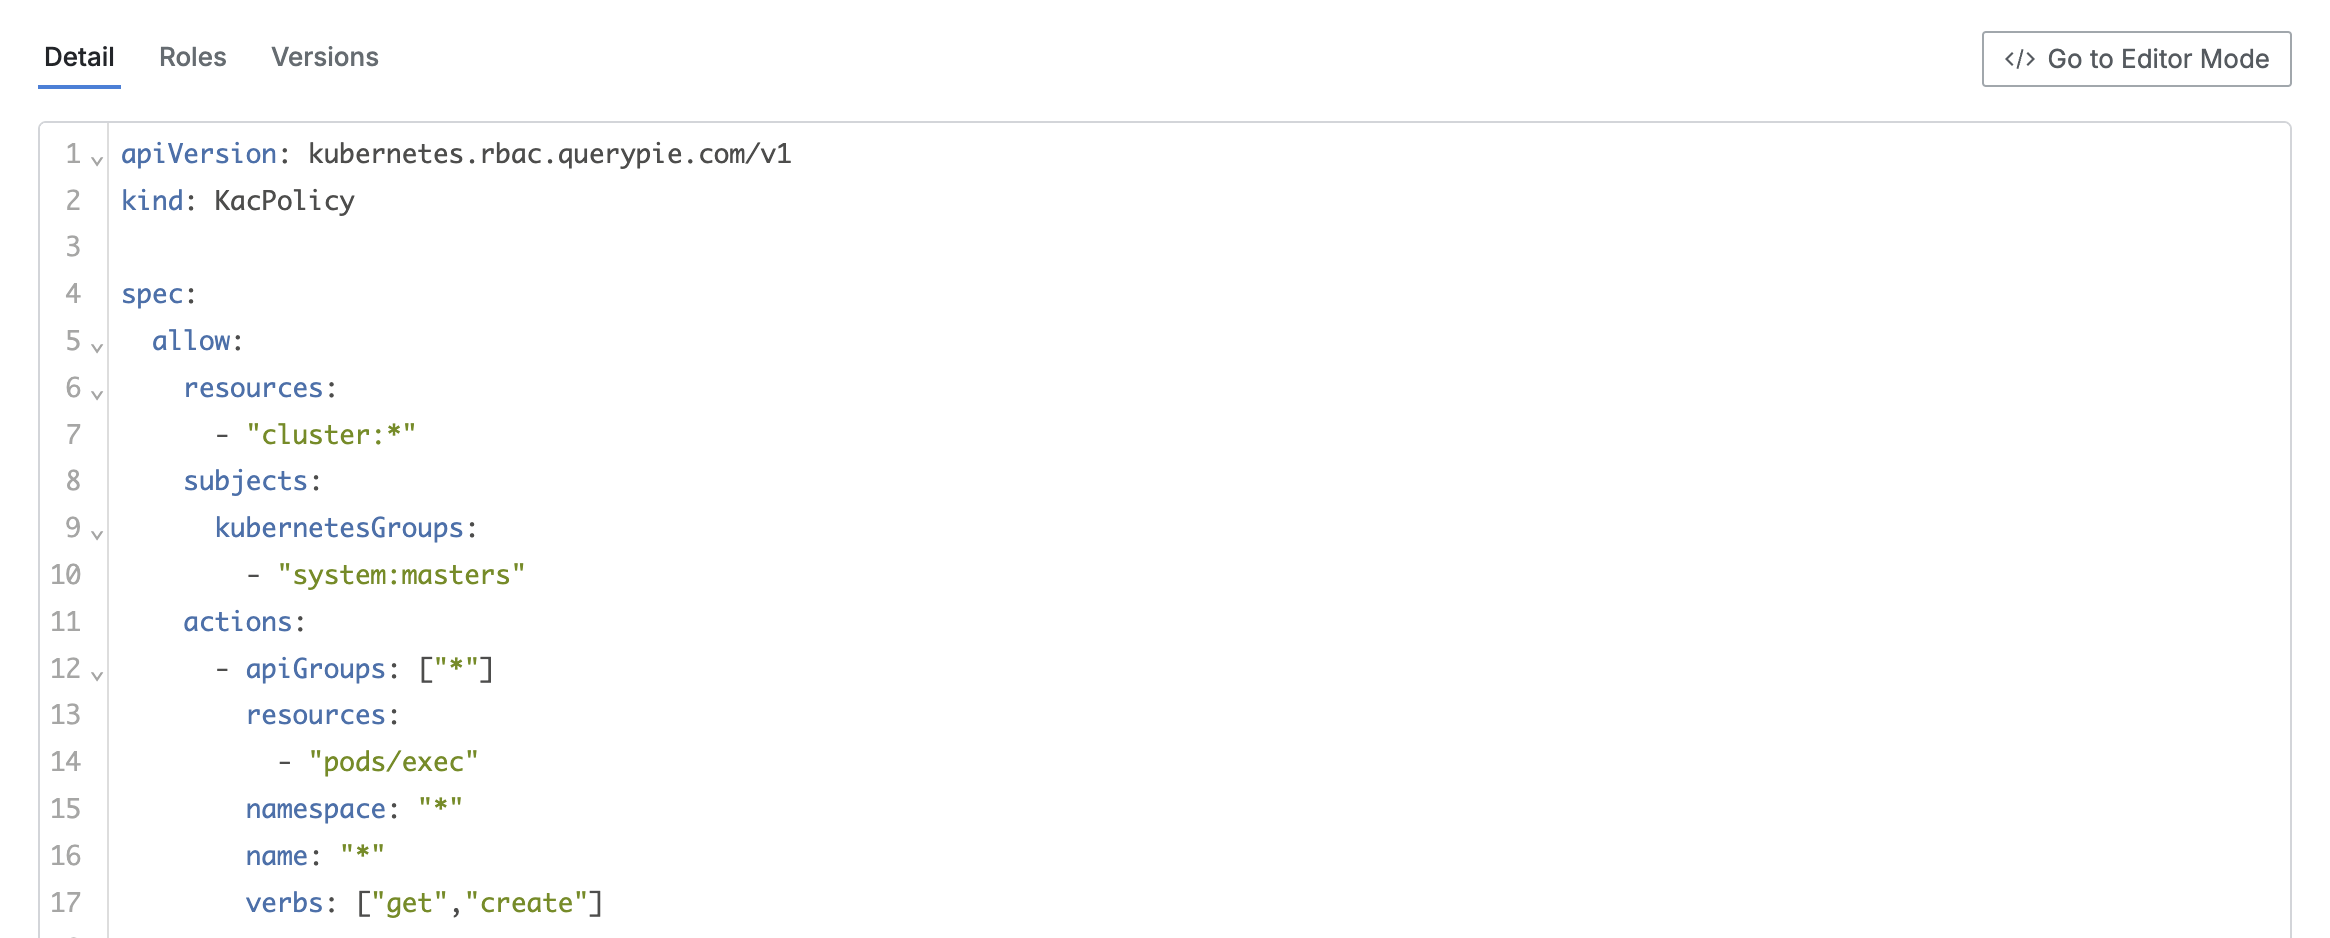 Detail Roles Versions </> Go to Editor Mode
1 apiVersion: kubernetes.rbac.querypie.com/v1
2 kind: KacPolicy
3
4 spec:
5   allow:
6     resources:
7       - "cluster:*"
8     subjects:
9       kubernetesGroups:
10         - "system:masters"
11     actions:
12       - apiGroups: ["*"]
13         resources:
14           - "pods/exec"
15         namespace: "*"
16         name: "*"
17         verbs: ["get","create"]